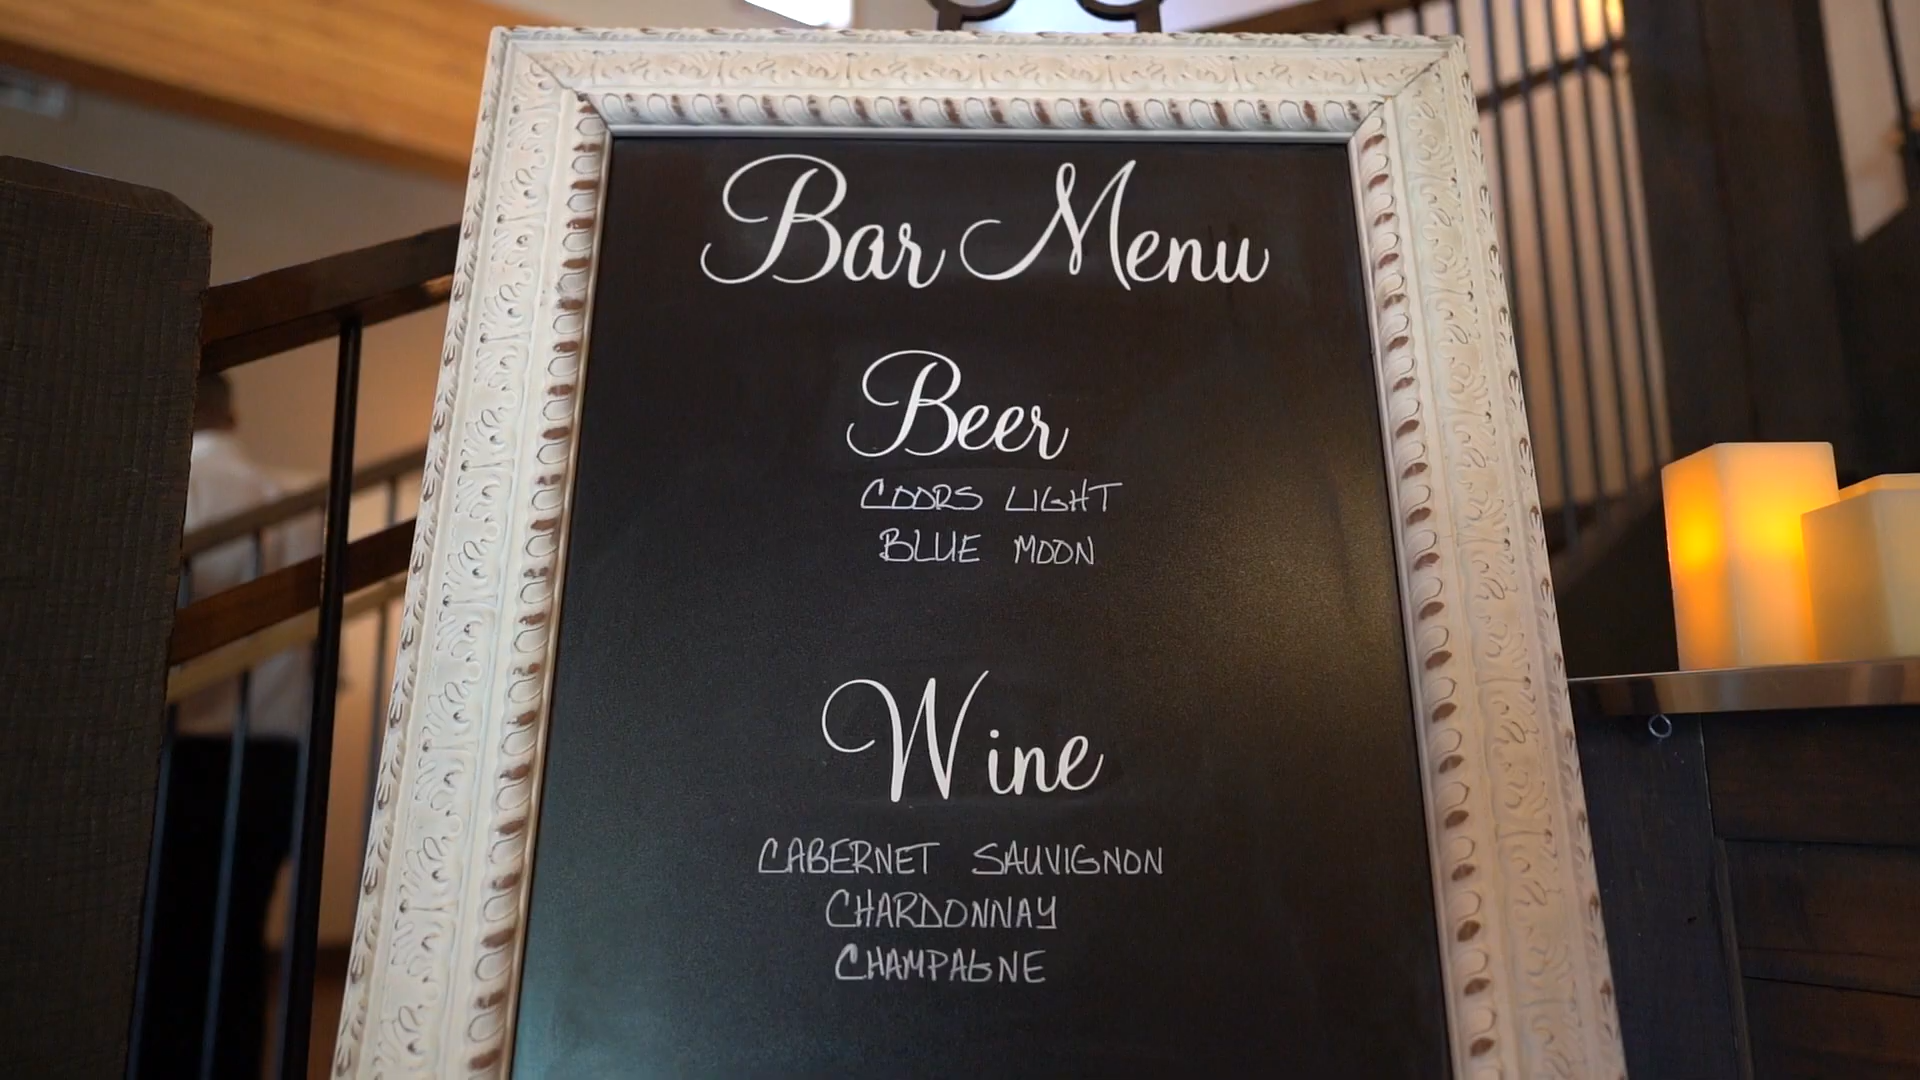 Bar Menu
Beer
COORS LIGHT
BLUE MOON
Wine
CABERNET SAUVIGNON
CHARDONNAY
CHAMPAGNE